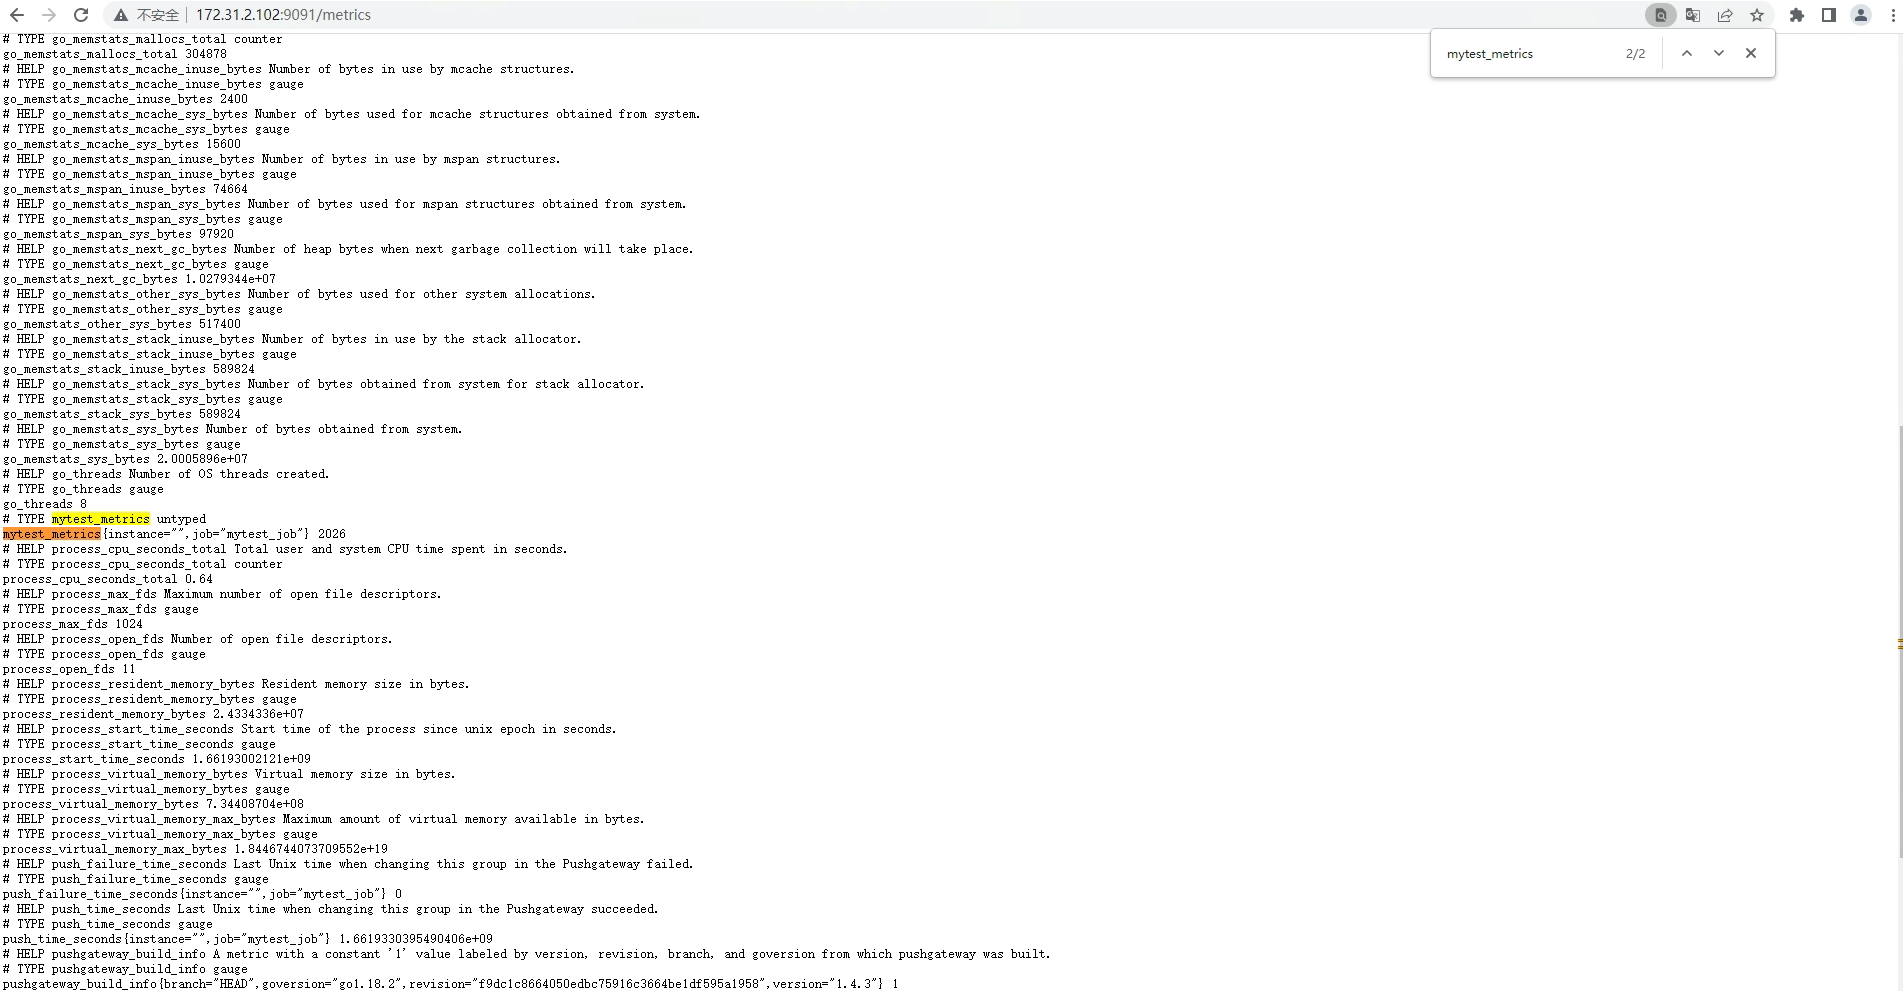 不安全 172.31.2.102:9091/metrics
mytest_metrics 2/2
# TYPE go_memstats_mallocs_total counter
go_memstats_mallocs_total 304878
# HELP go_memstats_mcache_inuse_bytes Number of bytes in use by mcache structures.
# TYPE go_memstats_mcache_inuse_bytes gauge
go_memstats_mcache_inuse_bytes 2400
# HELP go_memstats_mcache_sys_bytes Number of bytes used for mcache structures obtained from system.
# TYPE go_memstats_mcache_sys_bytes gauge
go_memstats_mcache_sys_bytes 15600
# HELP go_memstats_mspan_inuse_bytes Number of bytes in use by mspan structures.
# TYPE go_memstats_mspan_inuse_bytes gauge
go_memstats_mspan_inuse_bytes 74664
# HELP go_memstats_mspan_sys_bytes Number of bytes used for mspan structures obtained from system.
# TYPE go_memstats_mspan_sys_bytes gauge
go_memstats_mspan_sys_bytes 97920
# HELP go_memstats_next_gc_bytes Number of heap bytes when next garbage collection will take place.
# TYPE go_memstats_next_gc_bytes gauge
go_memstats_next_gc_bytes 1.0279344e+07
# HELP go_memstats_other_sys_bytes Number of bytes used for other system allocations.
# TYPE go_memstats_other_sys_bytes gauge
go_memstats_other_sys_bytes 517400
# HELP go_memstats_stack_inuse_bytes Number of bytes in use by the stack allocator.
# TYPE go_memstats_stack_inuse_bytes gauge
go_memstats_stack_inuse_bytes 589824
# HELP go_memstats_stack_sys_bytes Number of bytes obtained from system for stack allocator.
# TYPE go_memstats_stack_sys_bytes gauge
go_memstats_stack_sys_bytes 589824
# HELP go_memstats_sys_bytes Number of bytes obtained from system.
# TYPE go_memstats_sys_bytes gauge
go_memstats_sys_bytes 2.0005896e+07
# HELP go_threads Number of OS threads created.
# TYPE go_threads gauge
go_threads 8
# TYPE mytest_metrics untyped
mytest_metrics{instance="",job="mytest_job"} 2026
# HELP process_cpu_seconds_total Total user and system CPU time spent in seconds.
# TYPE process_cpu_seconds_total counter
process_cpu_seconds_total 0.64
# HELP process_max_fds Maximum number of open file descriptors.
# TYPE process_max_fds gauge
process_max_fds 1024
# HELP process_open_fds Number of open file descriptors.
# TYPE process_open_fds gauge
process_open_fds 11
# HELP process_resident_memory_bytes Resident memory size in bytes.
# TYPE process_resident_memory_bytes gauge
process_resident_memory_bytes 2.4334336e+07
# HELP process_start_time_seconds Start time of the process since unix epoch in seconds.
# TYPE process_start_time_seconds gauge
process_start_time_seconds 1.66193002121e+09
# HELP process_virtual_memory_bytes Virtual memory size in bytes.
# TYPE process_virtual_memory_bytes gauge
process_virtual_memory_bytes 7.34408704e+08
# HELP process_virtual_memory_max_bytes Maximum amount of virtual memory available in bytes.
# TYPE process_virtual_memory_max_bytes gauge
process_virtual_memory_max_bytes 1.8446744073709552e+19
# HELP push_failure_time_seconds Last Unix time when changing this group in the Pushgateway failed.
# TYPE push_failure_time_seconds gauge
push_failure_time_seconds{instance="",job="mytest_job"} 0
# HELP push_time_seconds Last Unix time when changing this group in the Pushgateway succeeded.
# TYPE push_time_seconds gauge
push_time_seconds{instance="",job="mytest_job"} 1.6619330395490406e+09
# HELP pushgateway_build_info A metric with a constant '1' value labeled by version, revision, branch, and goversion from which pushgateway was built.
# TYPE pushgateway_build_info gauge
pushgateway_build_info{branch="HEAD",goversion="go1.18.2",revision="f9dc1c8664050edbc75916c3664be1df595a1958",version="1.4.3"} 1